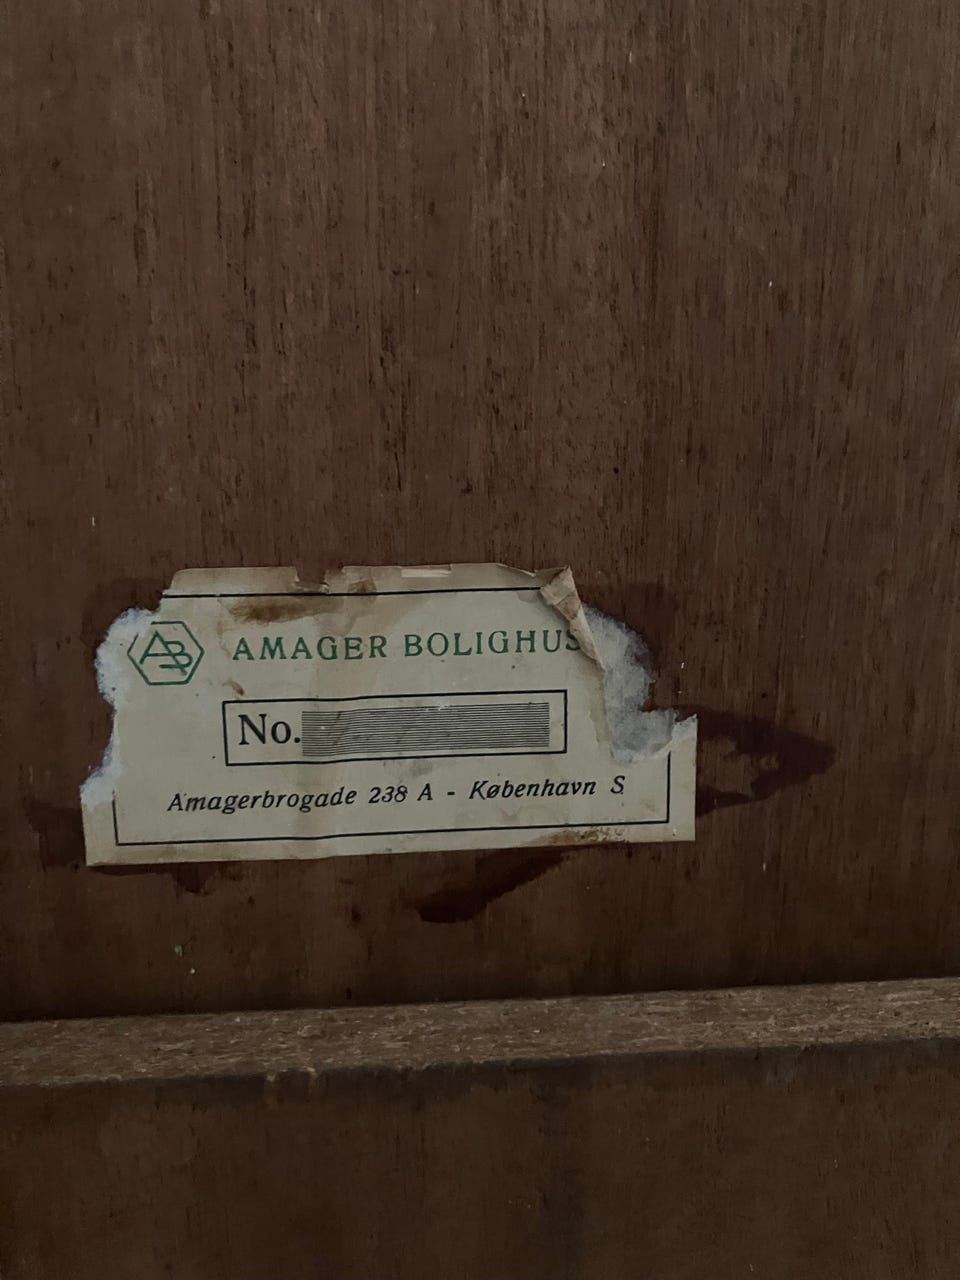 AB AMAGER BOLIGHUS
No.
Amagerbrogade 238 A - København S